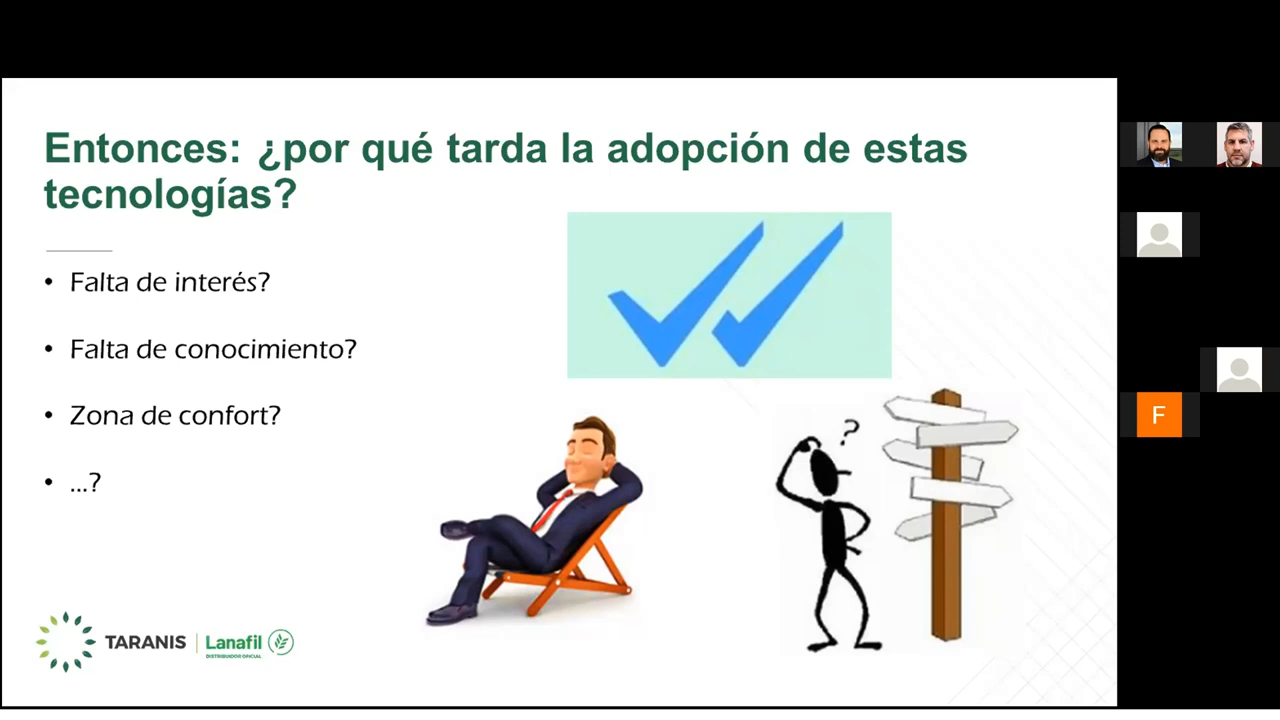 Entonces: ¿por qué tarda la adopción de estas
tecnologías?
• Falta de interés?
• Falta de conocimiento?
• Zona de confort?
• ...?
?
TARANIS | Lanafil
DISTRIBUIDOR OFICIAL
F